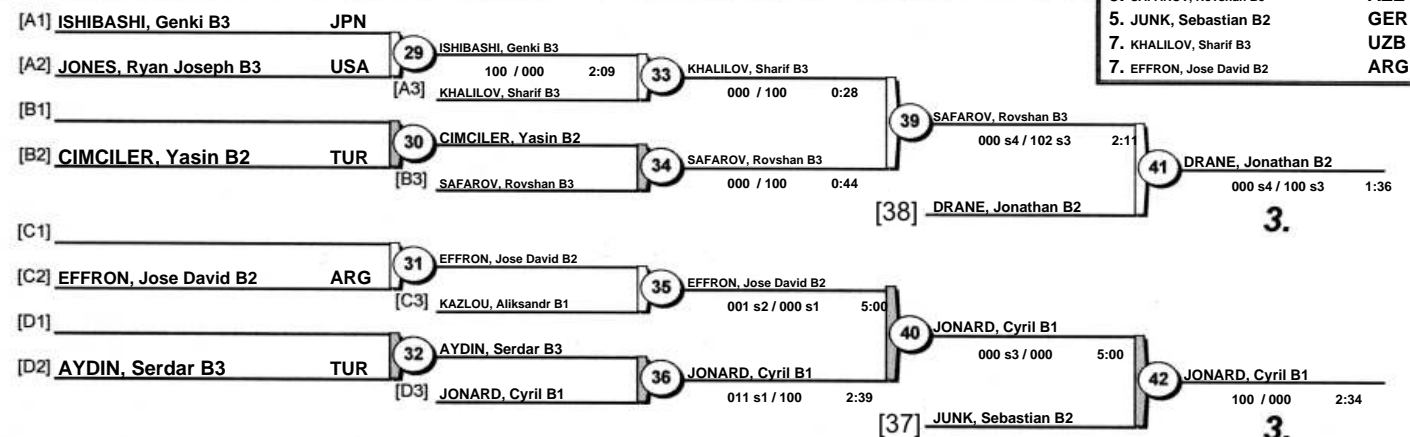 [A1] ISHIBASHI, Genki B3 JPN
[A2] JONES, Ryan Joseph B3 USA
29
[A3]
ISHIBASHI, Genki B3
100 / 000 2:09
KHALILOV, Sharif B3
33
KHALILOV, Sharif B3
000 / 100 0:28
[B1]
[B2] CIMCILER, Yasin B2 TUR
30
[B3]
CIMCILER, Yasin B2
SAFAROV, Rovshan B3
34
SAFAROV, Rovshan B3
000 / 100 0:44
39
SAFAROV, Rovshan B3
000 s4 / 102 s3 2:11
[38] DRANE, Jonathan B2
41
DRANE, Jonathan B2
000 s4 / 100 s3 1:36
3.
[C1]
[C2] EFFRON, Jose David B2 ARG
31
[C3]
EFFRON, Jose David B2
KAZLOU, Aliksandr B1
35
EFFRON, Jose David B2
001 s2 / 000 s1 5:00
[D1]
[D2] AYDIN, Serdar B3 TUR
32
[D3]
AYDIN, Serdar B3
JONARD, Cyril B1
36
JONARD, Cyril B1
011 s1 / 100 2:39
40
JONARD, Cyril B1
000 s3 / 000 5:00
[37] JUNK, Sebastian B2
42
JONARD, Cyril B1
100 / 000 2:34
3.
5. JUNK, Sebastian B2 GER
7. KHALILOV, Sharif B3 UZB
7. EFFRON, Jose David B2 ARG